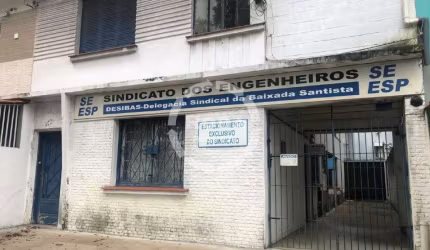 SE
ESP
SINDICATO DOS ENGENHEIROS
DESIBAS-Delegacia Sindical da Baixada Santista
SE
ESP
ESTACIONAMENTO
EXCLUSIVO
DO SINDICATO